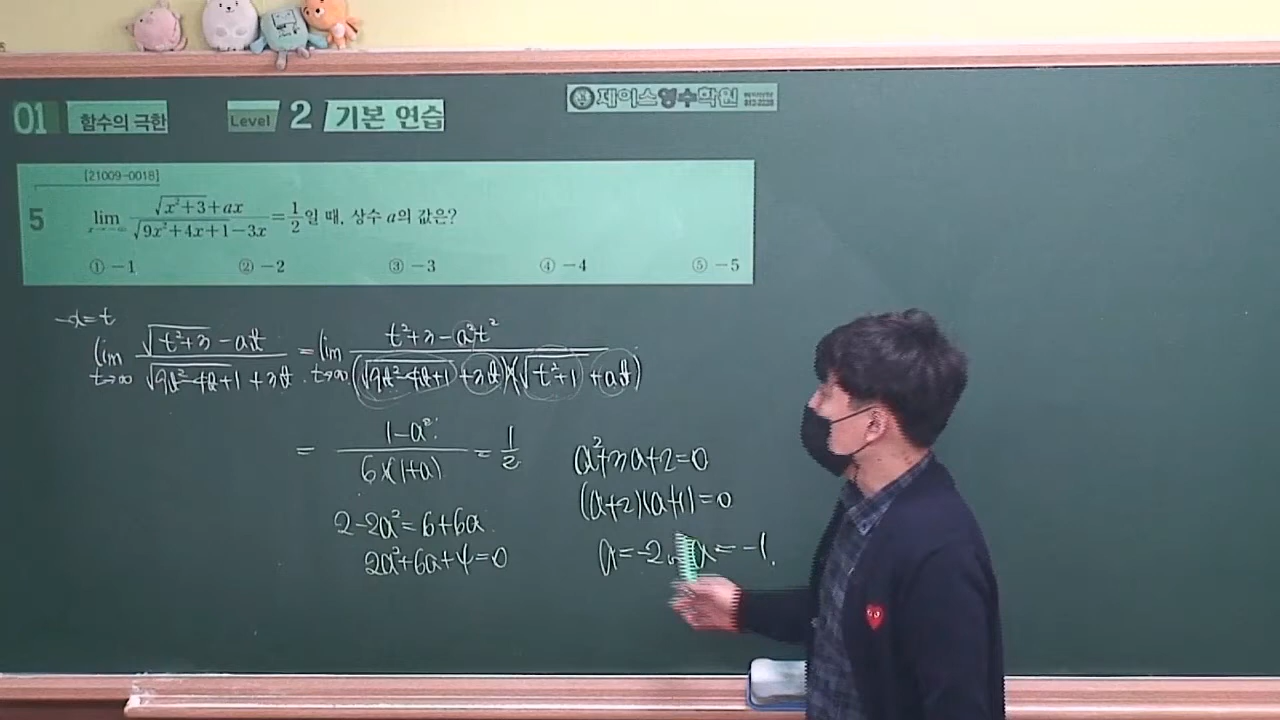 01 함수의 극한 Level 2 기본 연습
제이스영수학원
[21009-0018]
5 lim x→-∞ (√x²+3+ax)/(√9x²+4x+1-3x)=1/2일 때, 상수 a의 값은?
① -1 ② -2 ③ -3 ④ -4 ⑤ -5
-x=t
lim t→∞ (√t²+3 - at)/(√9t²-4t+1 +3t) = lim t→∞ (t²+3-a²t²)/((√9t²-4t+1 +3t)×(√t²+1 +at))
= (1-a²)/(6×(1+a)) = 1/2
2-2a²=6+6a
2a²+6a+4=0
a²+3a+2=0
(a+2)(a+1)=0
a=-2 or a=-1.